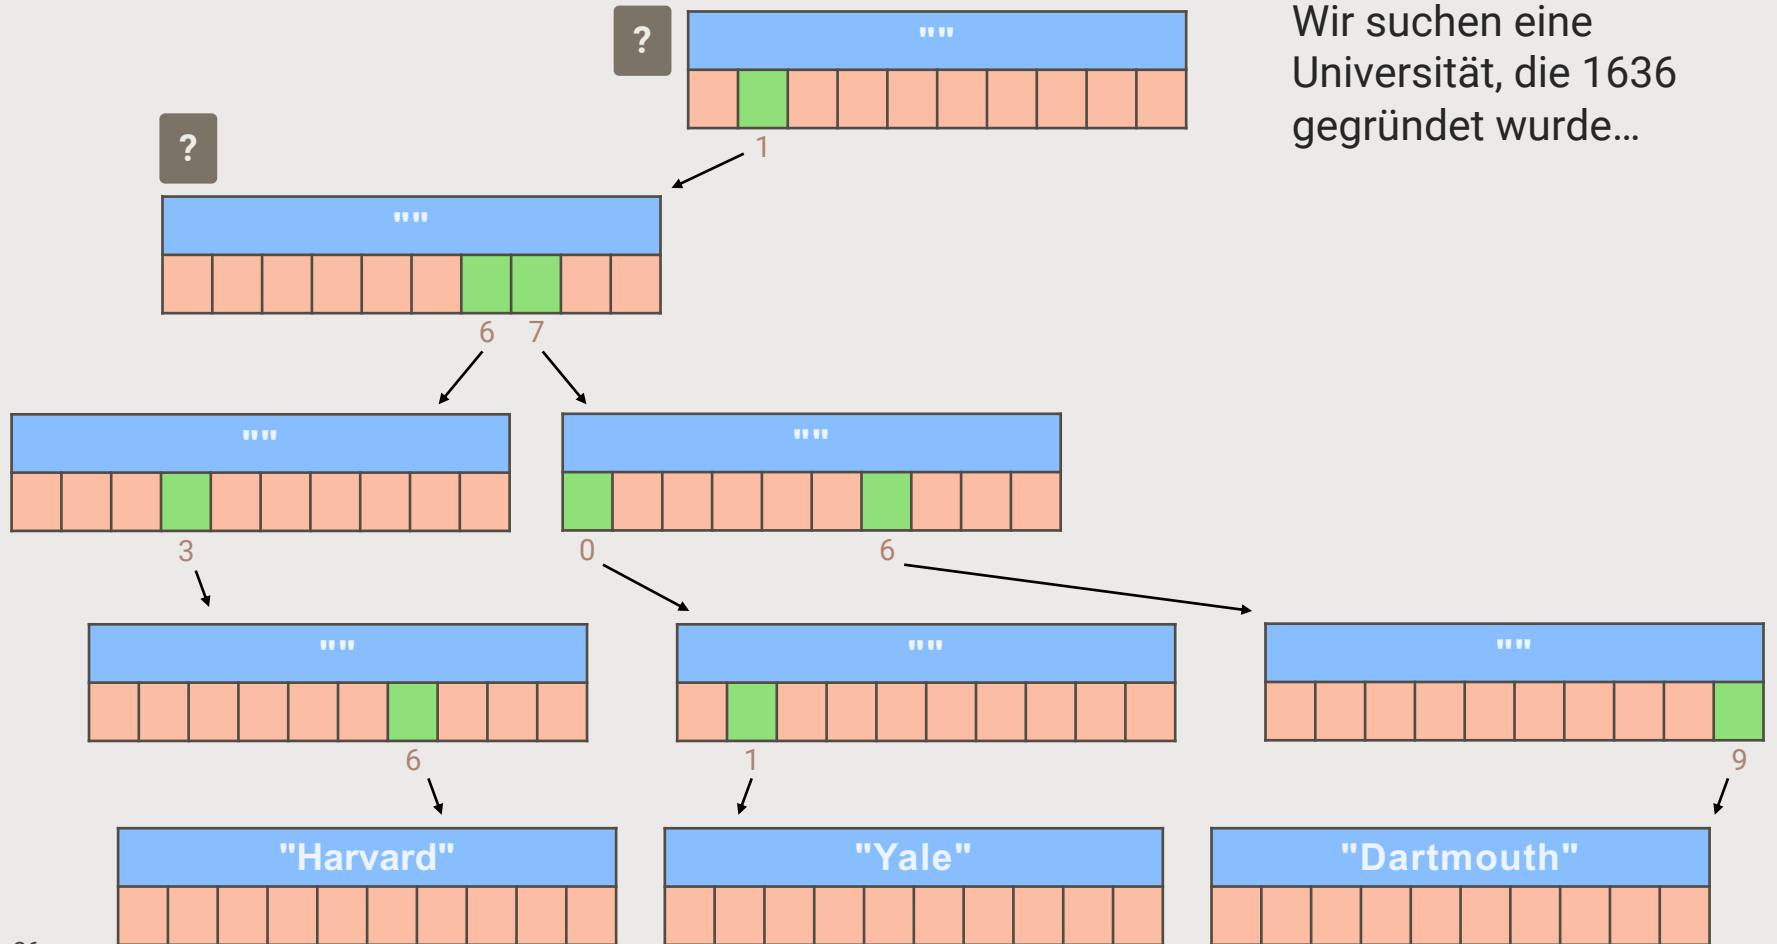 Wir suchen eine
Universität, die 1636
gegründet wurde...
?
""
1
?
""
6 7
""
""
3
0 6
""
""
""
6
1
9
"Harvard"
"Yale"
"Dartmouth"